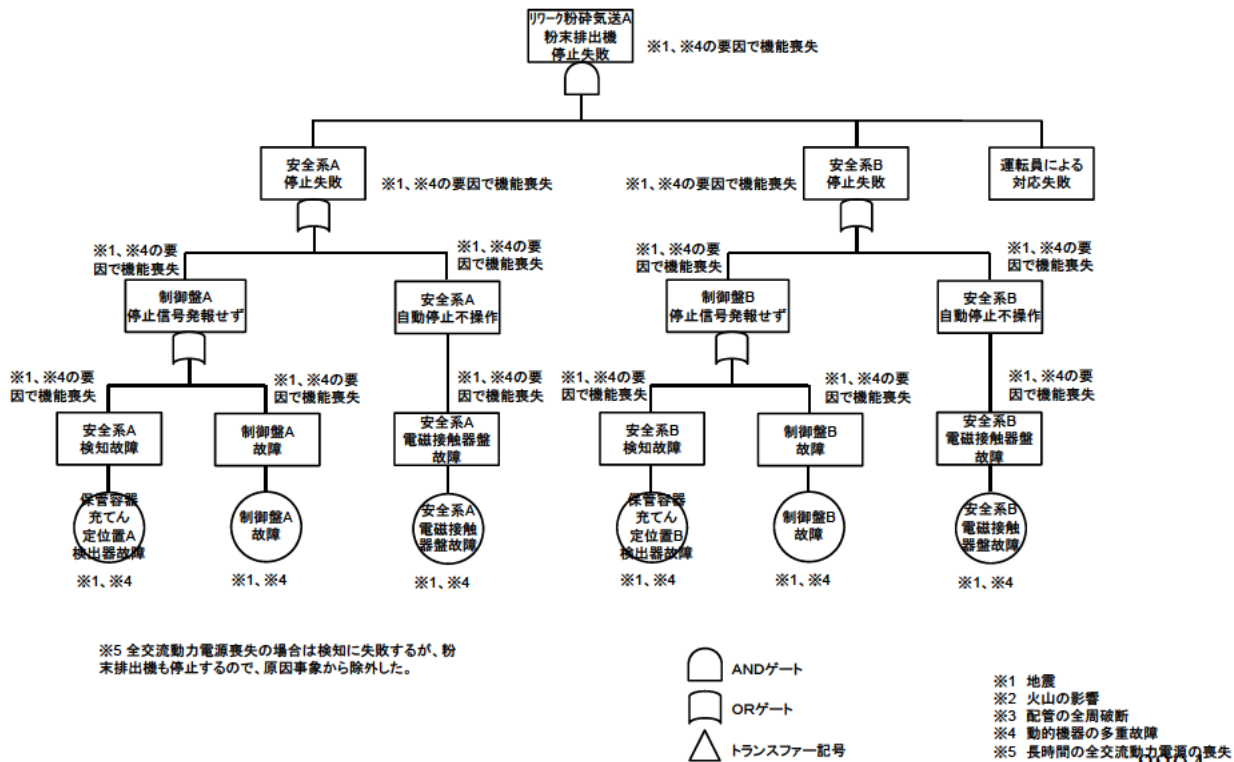 リワーク粉砕気送A
粉末排出機
停止失敗
※1、※4の要因で機能喪失
安全系A
停止失敗
※1、※4の要因で機能喪失
※1、※4の要因で機能喪失
安全系B
停止失敗
運転員による
対応失敗
※1、※4の要
因で機能喪失
※1、※4の要
因で機能喪失
※1、※4の要
因で機能喪失
※1、※4の要
因で機能喪失
制御盤A
停止信号発報せず
安全系A
自動停止不操作
制御盤B
停止信号発報せず
安全系B
自動停止不操作
※1、※4の要
因で機能喪失
※1、※4の要
因で機能喪失
※1、※4の要
因で機能喪失
※1、※4の要
因で機能喪失
※1、※4の要
因で機能喪失
※1、※4の要
因で機能喪失
安全系A
検知故障
制御盤A
故障
安全系A
電磁接触器盤
故障
安全系B
検知故障
制御盤B
故障
安全系B
電磁接触器盤
故障
保管容器
充てん
定位置A
検出器故障
制御盤A
故障
安全系A
電磁接触
器盤故障
保管容器
充てん
定位置B
検出器故障
制御盤B
故障
安全系B
電磁接触
器盤故障
※1、※4
※1、※4
※1、※4
※1、※4
※1、※4
※1、※4
※5 全交流動力電源喪失の場合は検知に失敗するが、粉
末排出機も停止するので、原因事象から除外した。
ANDゲート
ORゲート
トランスファー記号
※1 地震
※2 火山の影響
※3 配管の全周破断
※4 動的機器の多重故障
※5 長時間の全交流動力電源の喪失